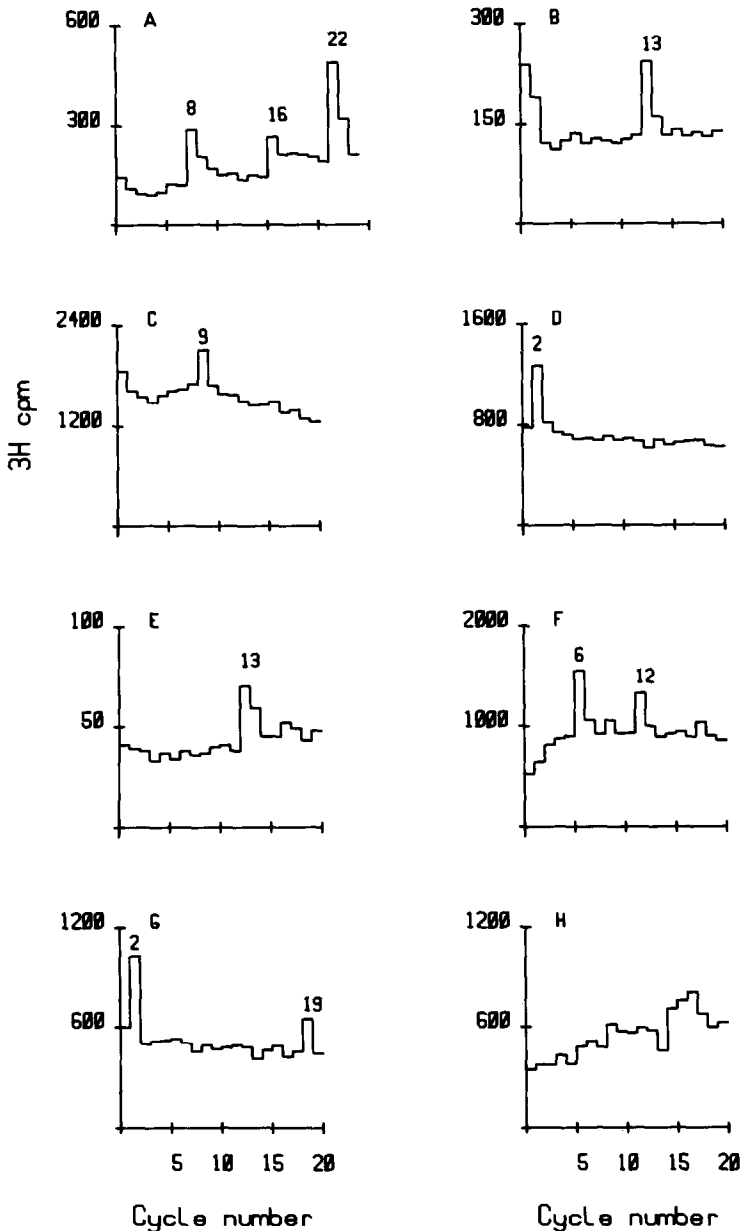 600 A 22 300 B 13
8 16
300 150
2400 C 9 1600 D 2
1200 800
3H cpm
100 E 13 2000 F 6 12
50 1000
1200 G 2 19 1200 H
600 600
5 10 15 20 5 10 15 20
Cycle number Cycle number